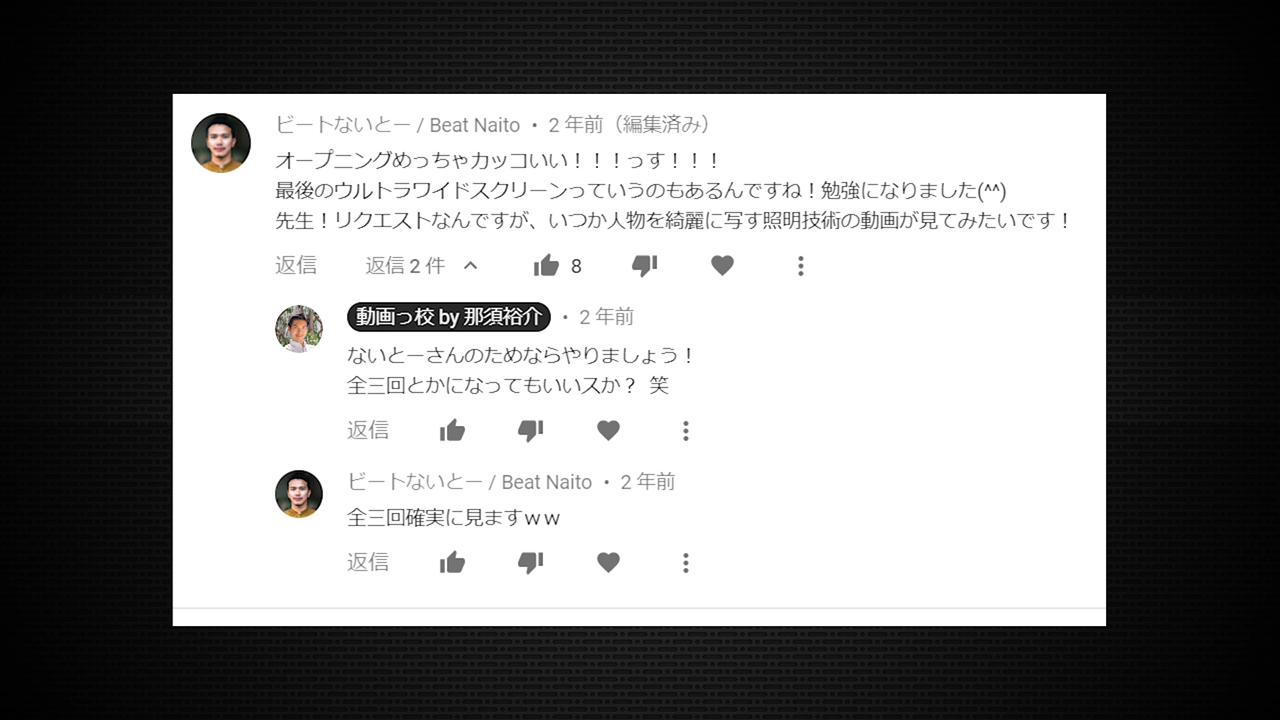 ビートないとー / Beat Naito ・ 2 年前（編集済み）
オープニングめっちゃカッコいい！！！っす！！！
最後のウルトラワイドスクリーンっていうのもあるんですね！勉強になりました(^^)
先生！リクエストなんですが、いつか人物を綺麗に写す照明技術の動画が見てみたいです！
返信 返信 2 件 8
動画っ校 by 那須裕介 ・ 2 年前
ないとーさんのためならやりましょう！
全三回とかになってもいいスか？ 笑
返信
ビートないとー / Beat Naito ・ 2 年前
全三回確実に見ますｗｗ
返信